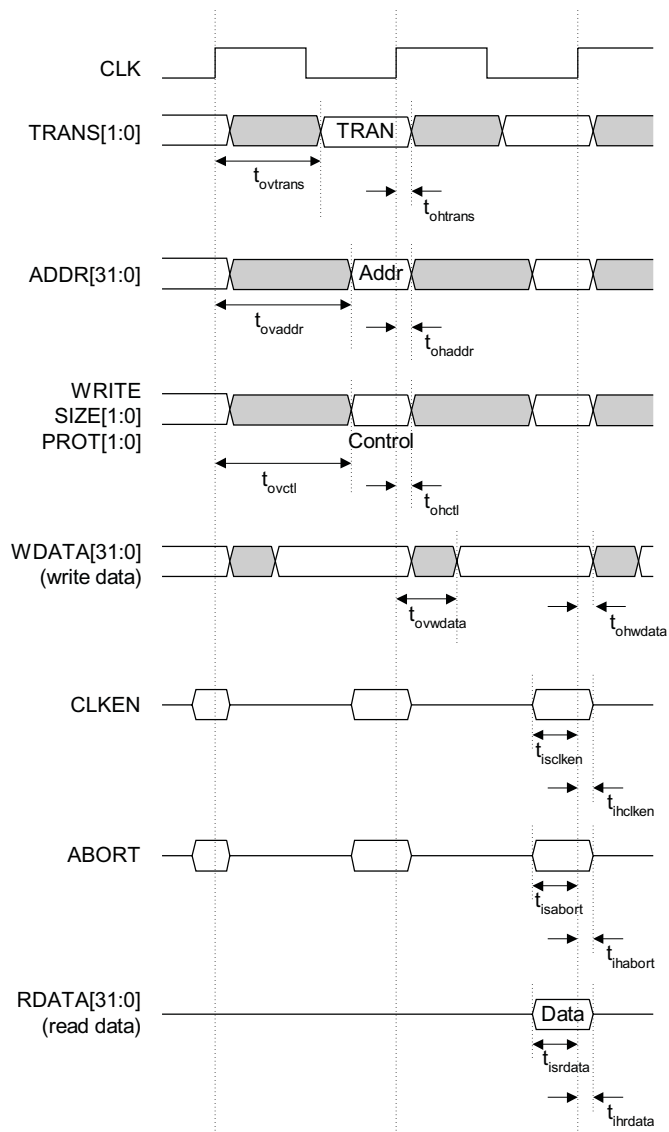 CLK
TRANS[1:0]
TRAN
tovtrans
tohtrans
ADDR[31:0]
Addr
tovaddr
tohaddr
WRITE
SIZE[1:0]
PROT[1:0]
Control
tovctl
tohctl
WDATA[31:0]
(write data)
tovwdata
tohwdata
CLKEN
tisclken
tihclken
ABORT
tisabort
tihabort
RDATA[31:0]
(read data)
Data
tisrdata
tihrdata